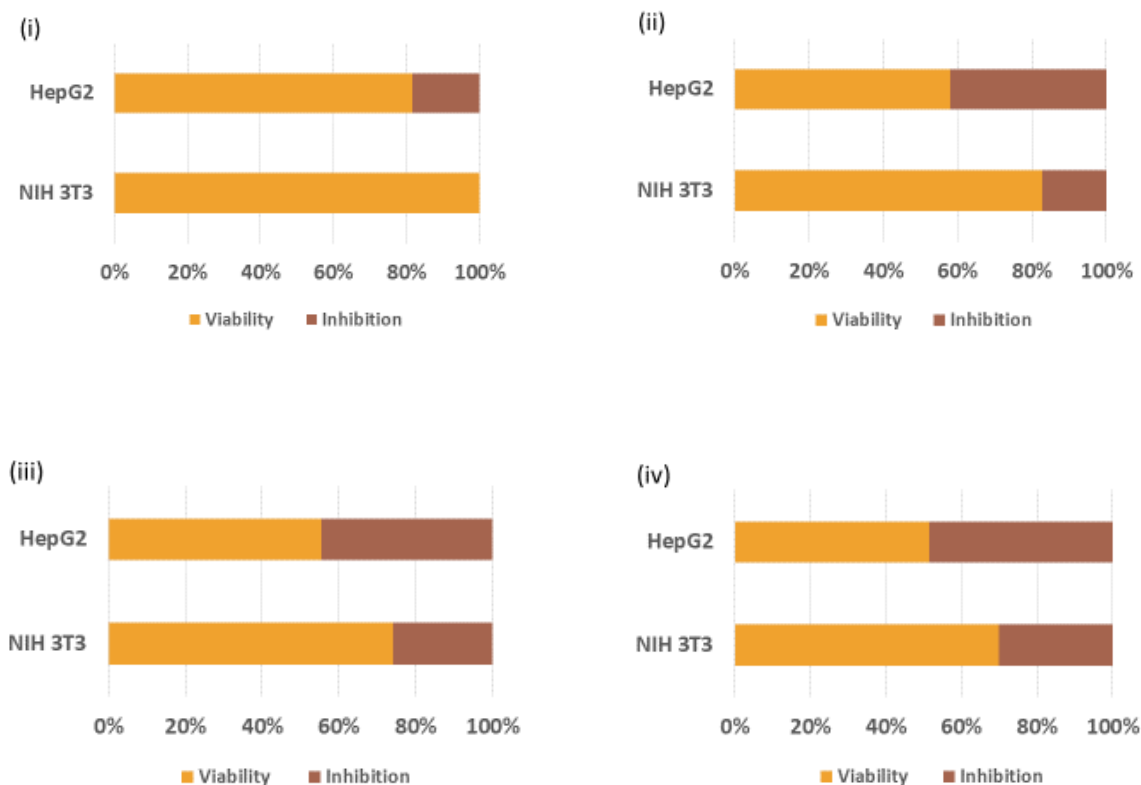 (i)
HepG2
NIH 3T3
0% 20% 40% 60% 80% 100%
Viability Inhibition
(ii)
HepG2
NIH 3T3
0% 20% 40% 60% 80% 100%
Viability Inhibition
(iii)
HepG2
NIH 3T3
0% 20% 40% 60% 80% 100%
Viability Inhibition
(iv)
HepG2
NIH 3T3
0% 20% 40% 60% 80% 100%
Viability Inhibition